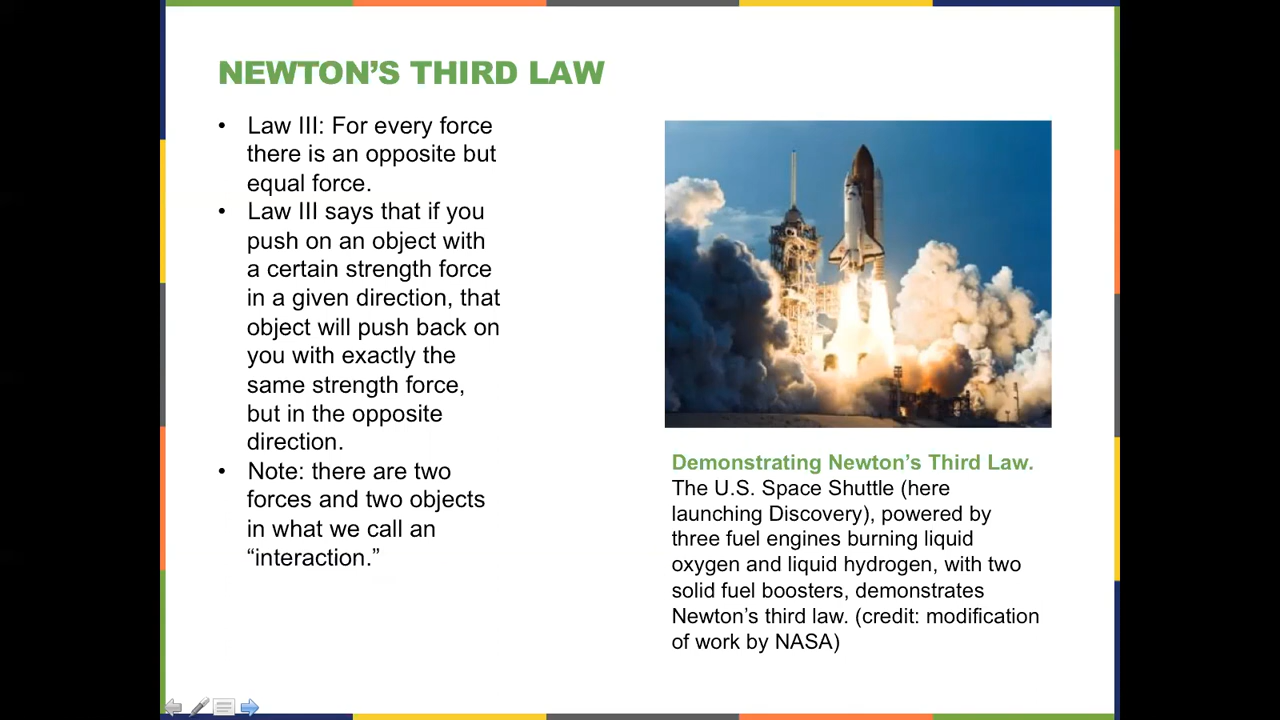 NEWTON’S THIRD LAW
• Law III: For every force
there is an opposite but
equal force.
• Law III says that if you
push on an object with
a certain strength force
in a given direction, that
object will push back on
you with exactly the
same strength force,
but in the opposite
direction.
• Note: there are two
forces and two objects
in what we call an
“interaction.”
Demonstrating Newton’s Third Law.
The U.S. Space Shuttle (here
launching Discovery), powered by
three fuel engines burning liquid
oxygen and liquid hydrogen, with two
solid fuel boosters, demonstrates
Newton’s third law. (credit: modification
of work by NASA)